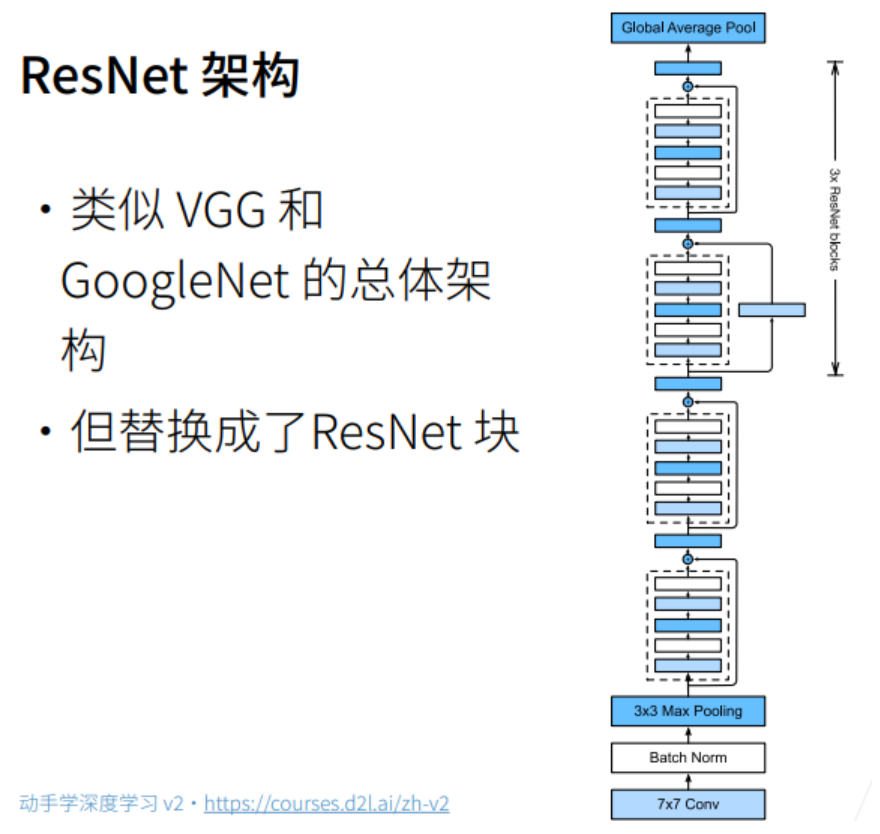 ResNet 架构
• 类似 VGG 和
GoogleNet 的总体架
构
• 但替换成了ResNet 块
动手学深度学习 v2 • https://courses.d2l.ai/zh-v2
Global Average Pool
3x ResNet blocks
3x3 Max Pooling
Batch Norm
7x7 Conv